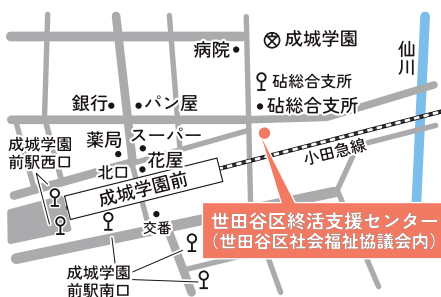 病院
成城学園
仙川
砧総合支所
銀行
パン屋
砧総合支所
成城学園
前駅西口
薬局
スーパー
北口
花屋
成城学園前
小田急線
交番
世田谷区終活支援センター
（世田谷区社会福祉協議会内）
成城学園
前駅南口